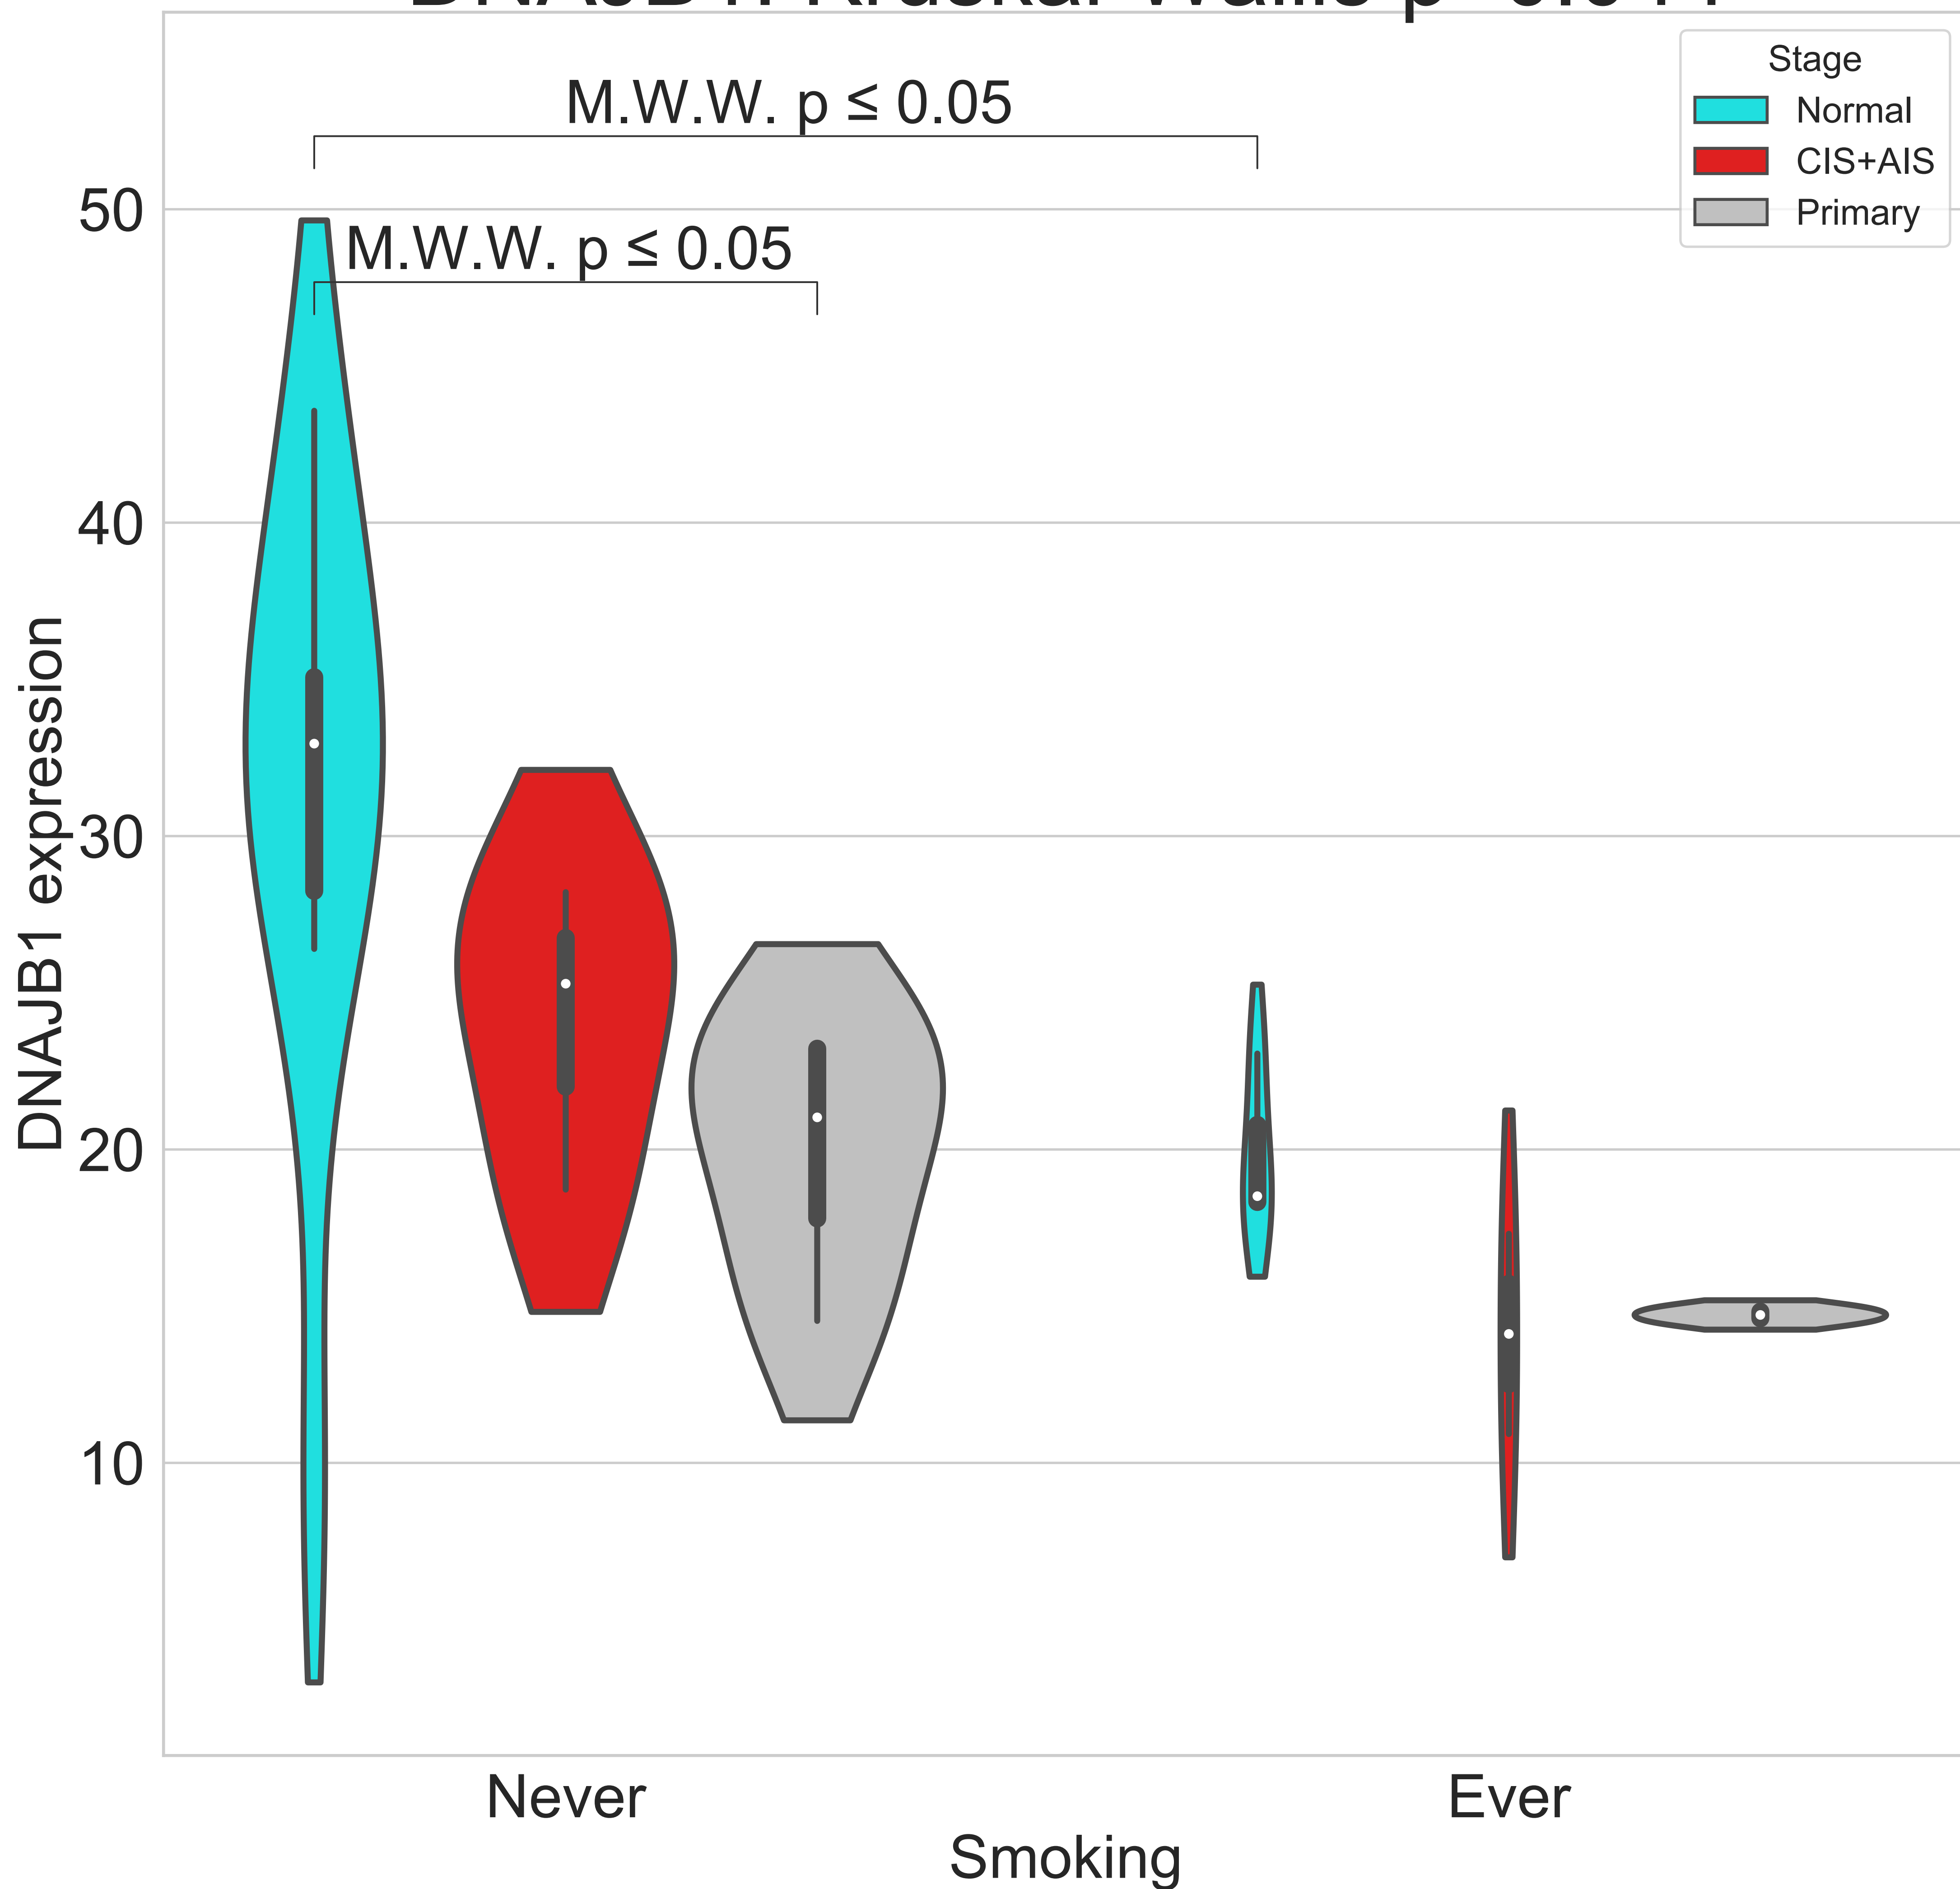 M.W.W. p ≤ 0.05
M.W.W. p ≤ 0.05
Stage
Normal
CIS+AIS
Primary
50
40
30
20
10
DNAJB1 expression
Never
Ever
Smoking